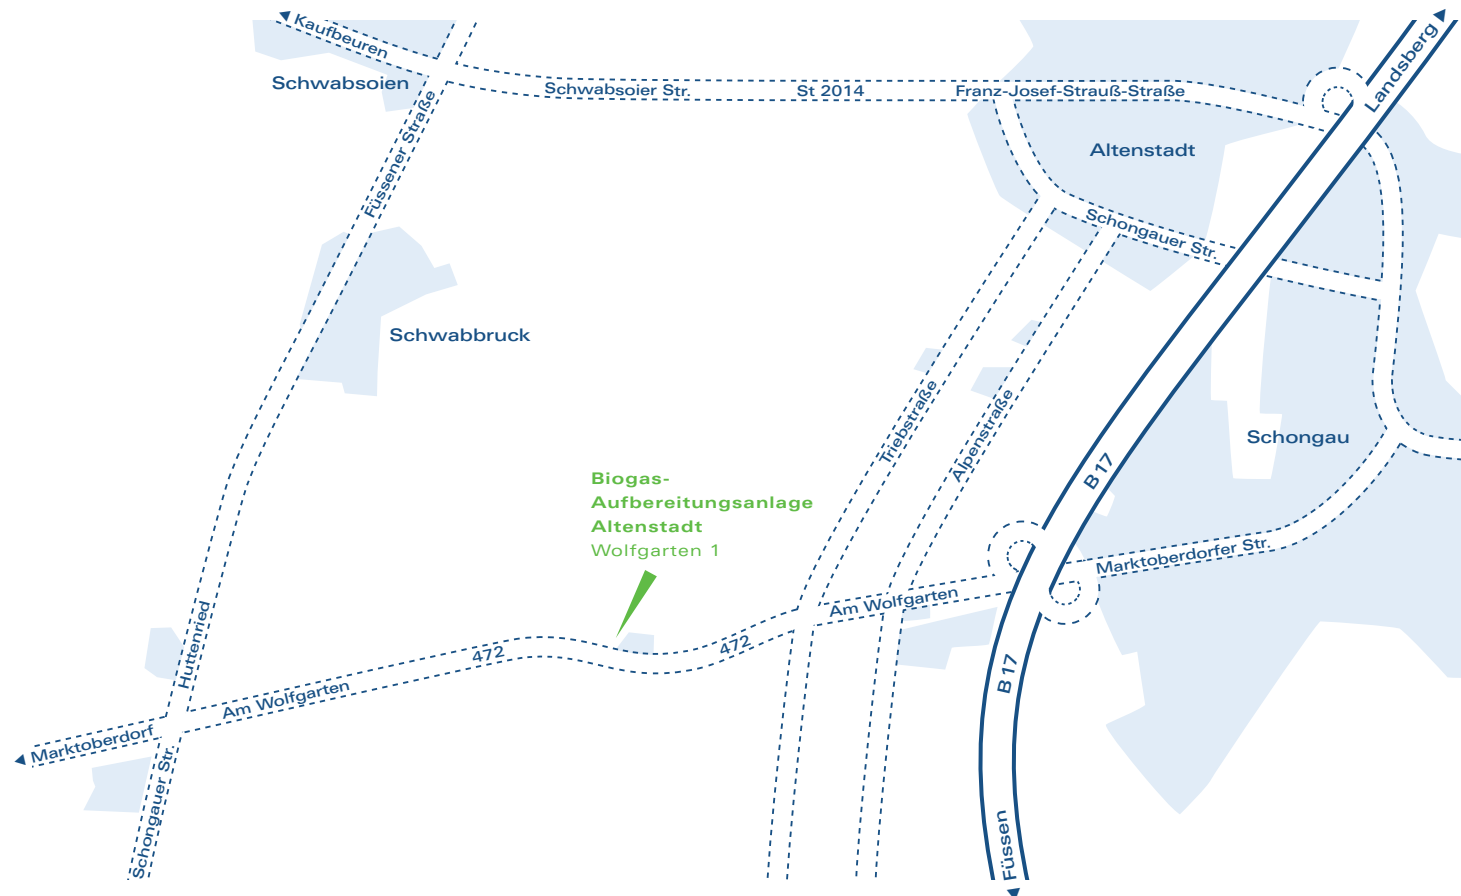 Kaufbeuren
Landsberg
Schwabsoien
Schwabsoier Str.
St 2014
Franz-Josef-Strauß-Straße
Füssener Straße
Altenstadt
Schongauer Str.
Schwabbruck
Triebstraße
Alpenstraße
Schongau
B 17
Biogas-
Aufbereitungsanlage
Altenstadt
Wolfgarten 1
Marktoberdorfer Str.
Am Wolfgarten
Huttenried
472
472
B 17
Am Wolfgarten
Marktoberdorf
Schongauer Str.
Füssen